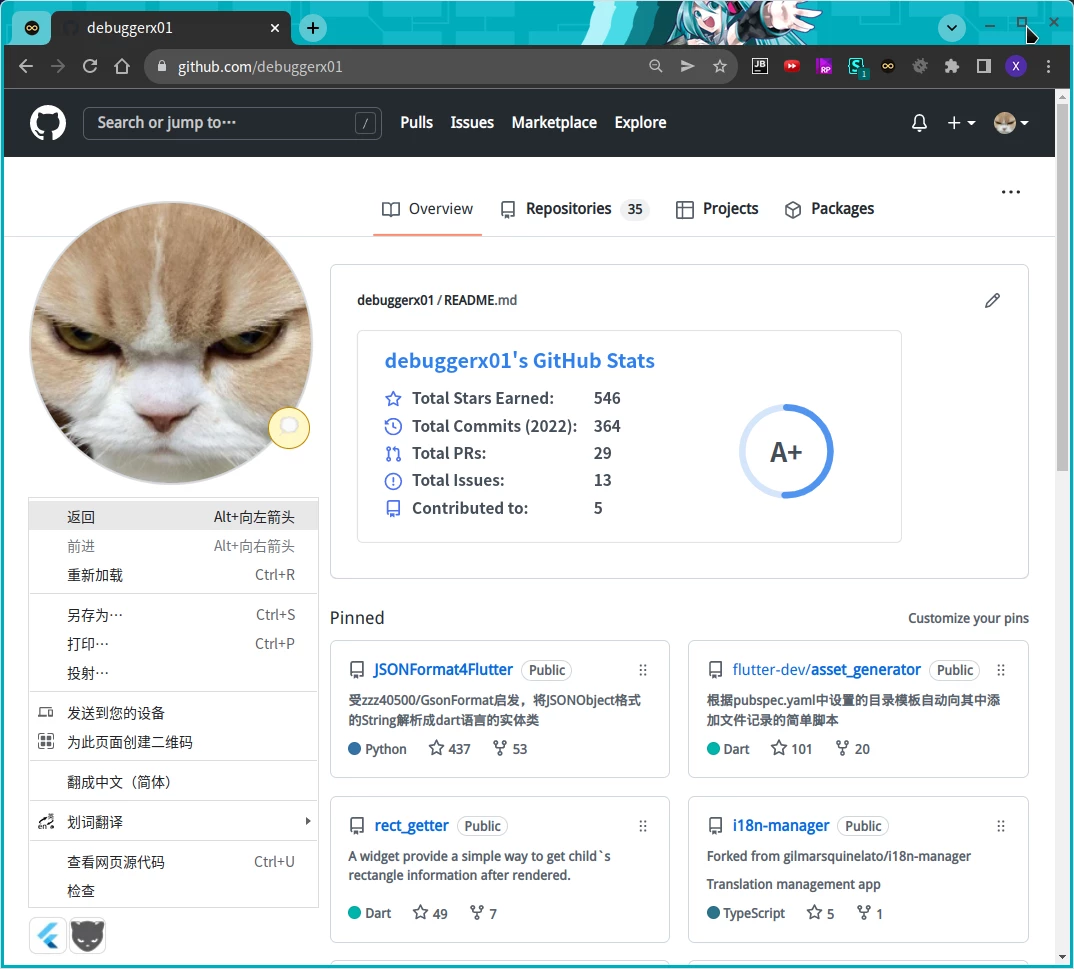 debuggerx01
github.com/debuggerx01
JB
RP
1
X
Search or jump to…
/
Pulls
Issues
Marketplace
Explore
Overview
Repositories 35
Projects
Packages
debuggerx01 / README.md
debuggerx01's GitHub Stats
Total Stars Earned: 546
Total Commits (2022): 364
Total PRs: 29
Total Issues: 13
Contributed to: 5
A+
返回 Alt+向左箭头
前进 Alt+向右箭头
重新加载 Ctrl+R
另存为… Ctrl+S
打印… Ctrl+P
投射…
发送到您的设备
为此页面创建二维码
翻成中文（简体）
划词翻译
查看网页源代码 Ctrl+U
检查
Pinned
Customize your pins
JSONFormat4Flutter Public
受zzz40500/GsonFormat启发，将JSONObject格式
的String解析成dart语言的实体类
Python 437 53
flutter-dev/asset_generator Public
根据pubspec.yaml中设置的目录模板自动向其中添
加文件记录的简单脚本
Dart 101 20
rect_getter Public
A widget provide a simple way to get child`s
rectangle information after rendered.
Dart 49 7
i18n-manager Public
Forked from gilmarsquinelato/i18n-manager
Translation management app
TypeScript 5 1